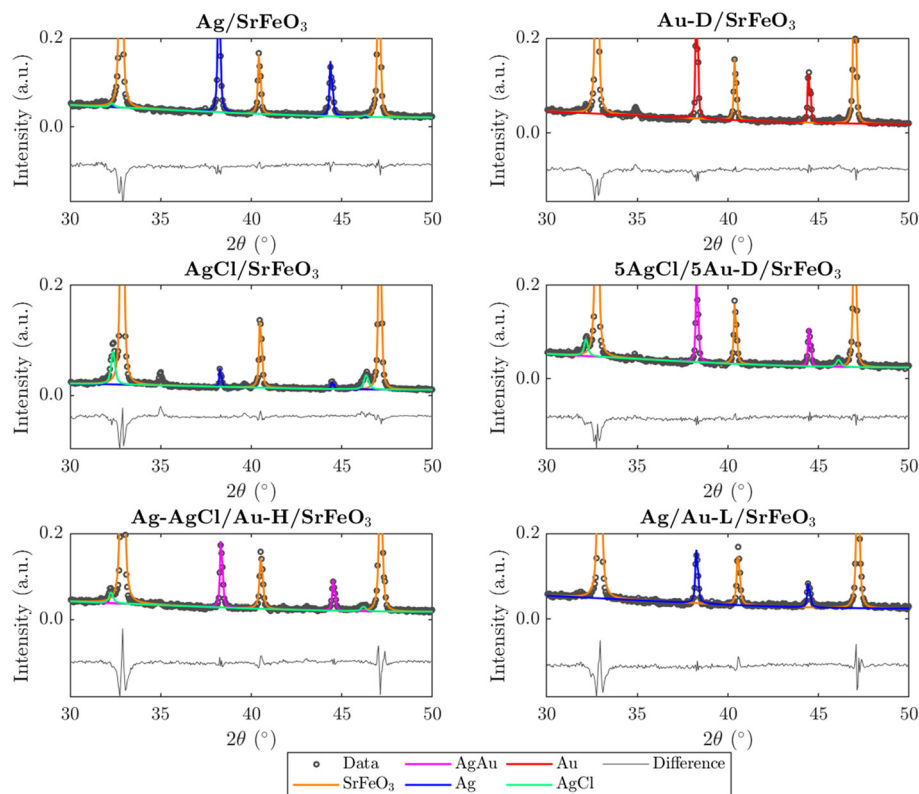 Ag/SrFeO₃
Intensity (a.u.)
0.2
0.0
30 35 40 45 50
2θ (°)
Au-D/SrFeO₃
Intensity (a.u.)
0.2
0.0
30 35 40 45 50
2θ (°)
AgCl/SrFeO₃
Intensity (a.u.)
0.2
0.0
30 35 40 45 50
2θ (°)
5AgCl/5Au-D/SrFeO₃
Intensity (a.u.)
0.2
0.0
30 35 40 45 50
2θ (°)
Ag-AgCl/Au-H/SrFeO₃
Intensity (a.u.)
0.2
0.0
30 35 40 45 50
2θ (°)
Ag/Au-L/SrFeO₃
Intensity (a.u.)
0.2
0.0
30 35 40 45 50
2θ (°)
Data AgAu Au Difference
SrFeO₃ Ag AgCl